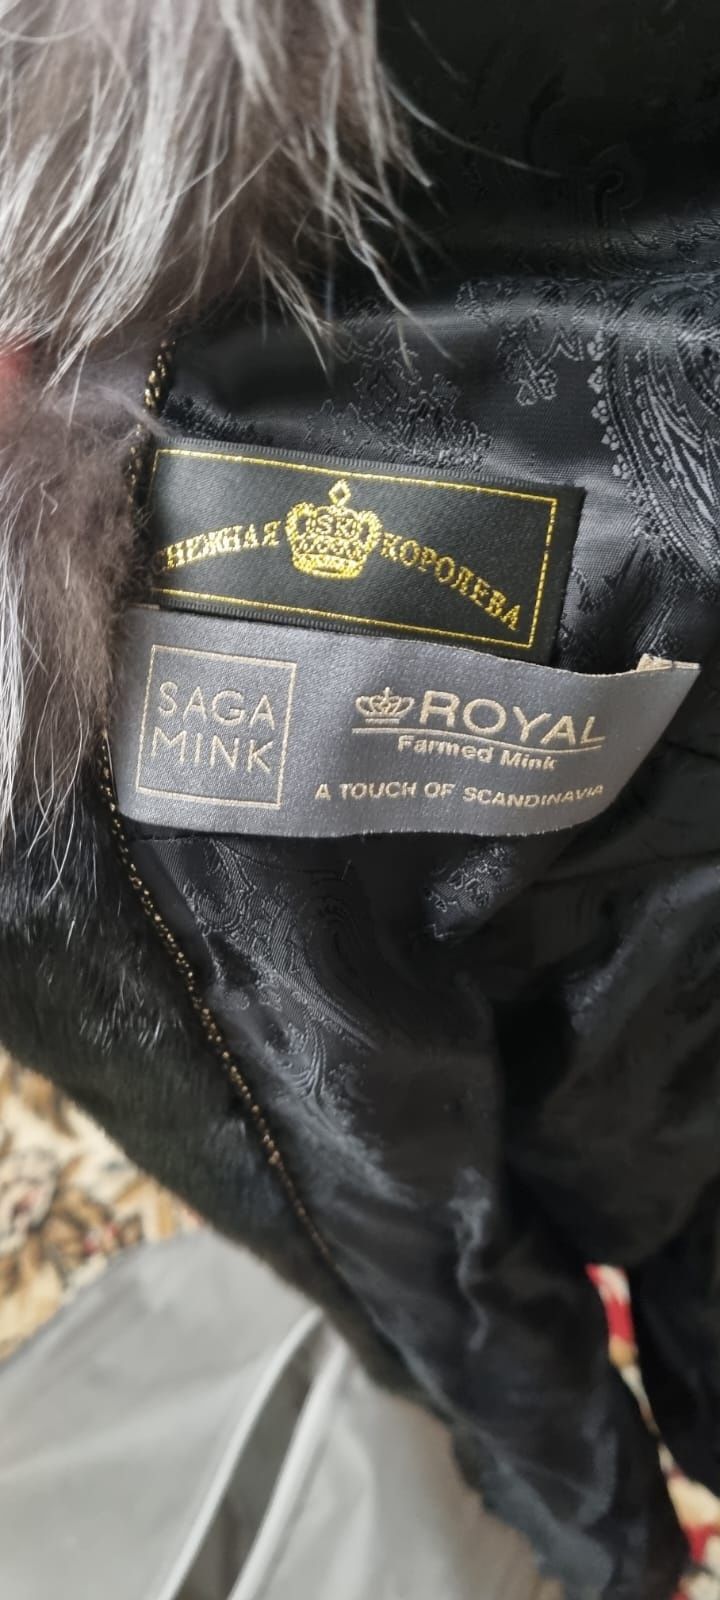 СНЕЖНАЯ SK КОРОЛЕВА
SAGA
MINK
ROYAL
Farmed Mink
A TOUCH OF SCANDINAVIA